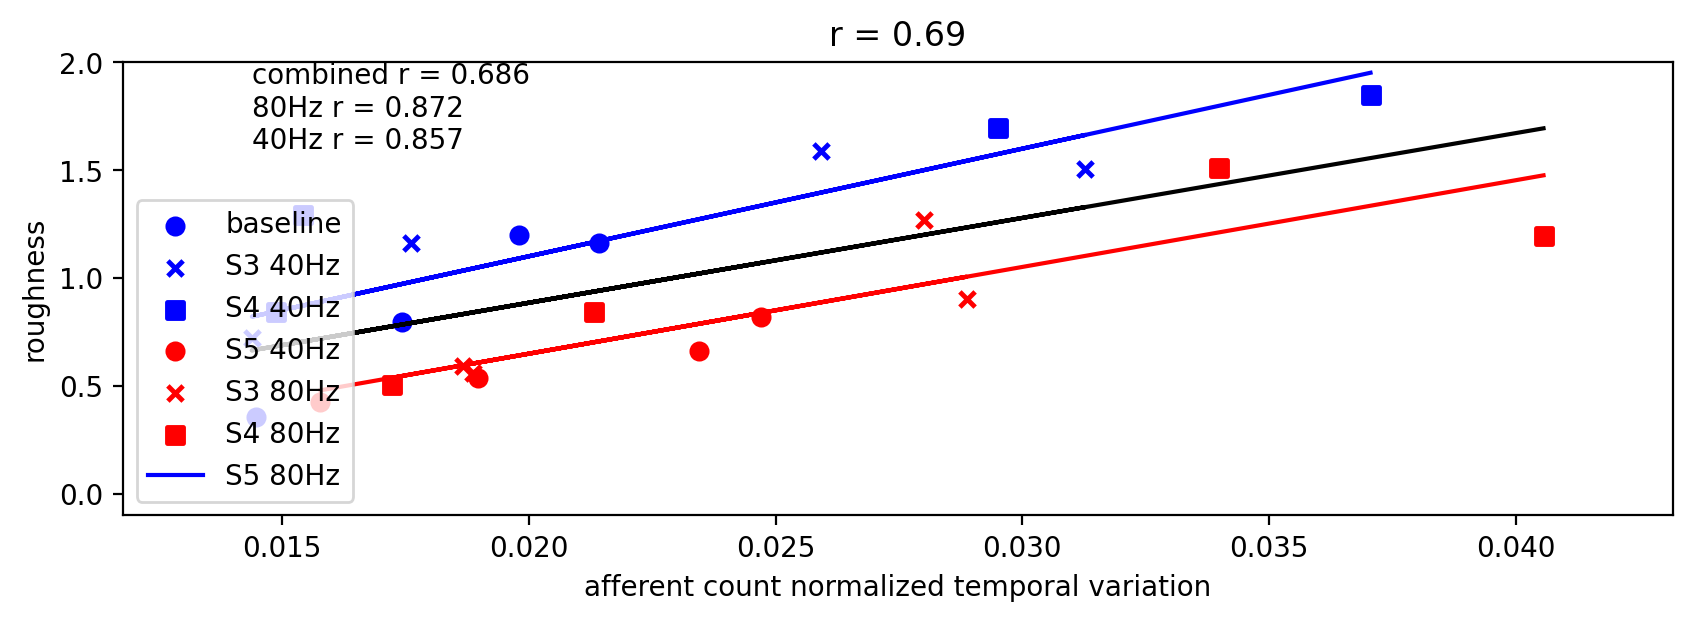 r = 0.69
combined r = 0.686
80Hz r = 0.872
40Hz r = 0.857
2.0
1.5
1.0
0.5
0.0
roughness
baseline
S3 40Hz
S4 40Hz
S5 40Hz
S3 80Hz
S4 80Hz
S5 80Hz
0.015 0.020 0.025 0.030 0.035 0.040
afferent count normalized temporal variation